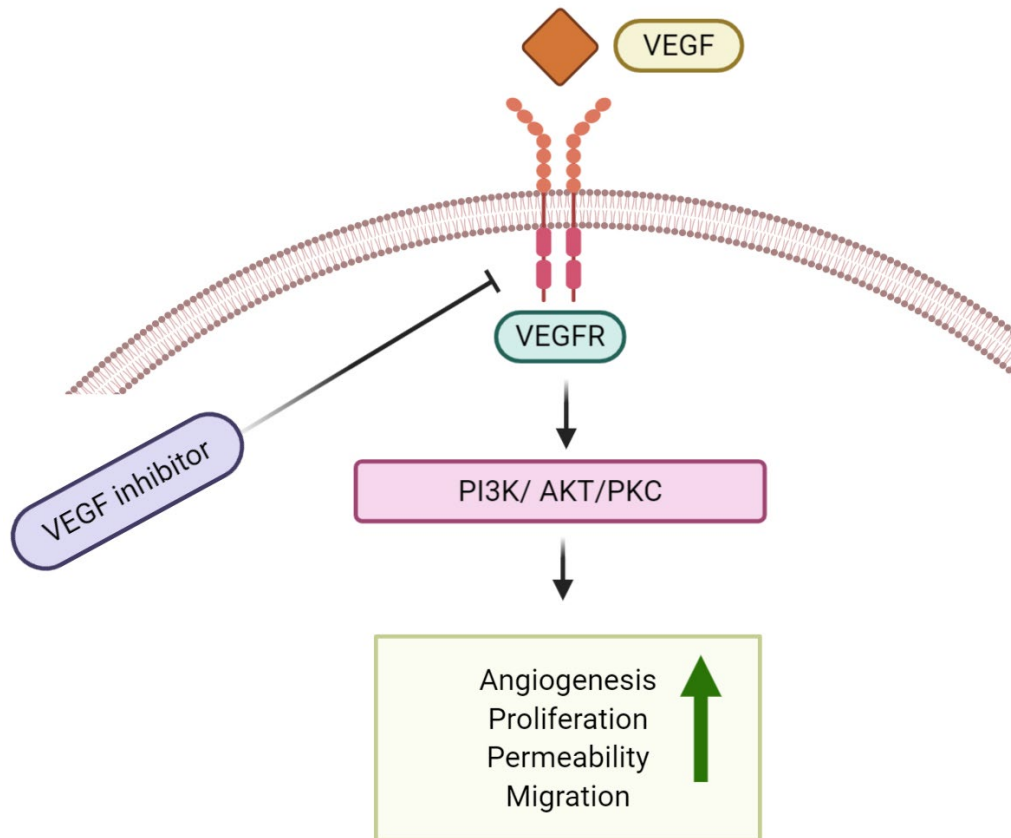 VEGF
VEGFR
VEGF inhibitor
PI3K/ AKT/PKC
Angiogenesis
Proliferation
Permeability
Migration